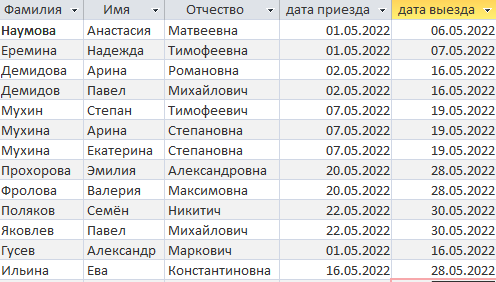 Фамилия Имя Отчество дата приезда дата выезда
Наумова Анастасия Матвеевна 01.05.2022 06.05.2022
Еремина Надежда Тимофеевна 01.05.2022 07.05.2022
Демидова Арина Романовна 02.05.2022 16.05.2022
Демидов Павел Михайлович 02.05.2022 16.05.2022
Мухин Степан Тимофеевич 07.05.2022 19.05.2022
Мухина Арина Степановна 07.05.2022 19.05.2022
Мухина Екатерина Степановна 07.05.2022 19.05.2022
Прохорова Эмилия Александровна 20.05.2022 28.05.2022
Фролова Валерия Максимовна 20.05.2022 28.05.2022
Поляков Семён Никитич 22.05.2022 30.05.2022
Яковлев Павел Михайлович 22.05.2022 30.05.2022
Гусев Александр Маркович 01.05.2022 16.05.2022
Ильина Ева Константиновна 16.05.2022 28.05.2022